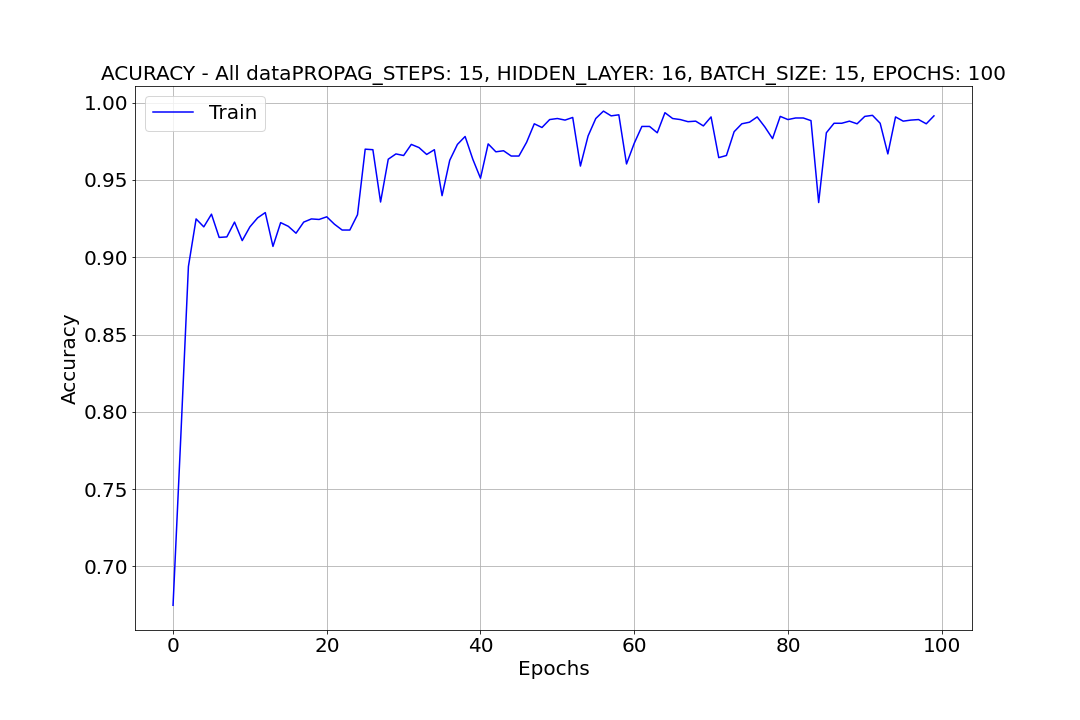 ACURACY - All dataPROPAG_STEPS: 15, HIDDEN_LAYER: 16, BATCH_SIZE: 15, EPOCHS: 100
Train
1.00
0.95
0.90
0.85
0.80
0.75
0.70
Accuracy
0 20 40 60 80 100
Epochs